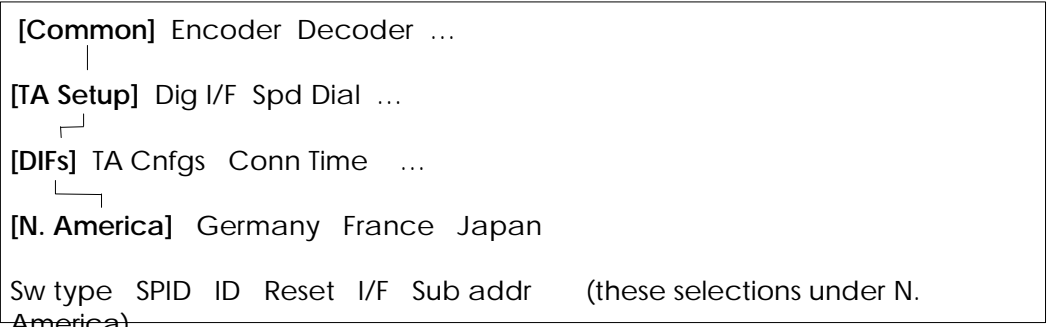 [Common] Encoder Decoder …
[TA Setup] Dig I/F Spd Dial …
[DIFs] TA Cnfgs Conn Time …
[N. America] Germany France Japan
Sw type SPID ID Reset I/F Sub addr (these selections under N.
America)